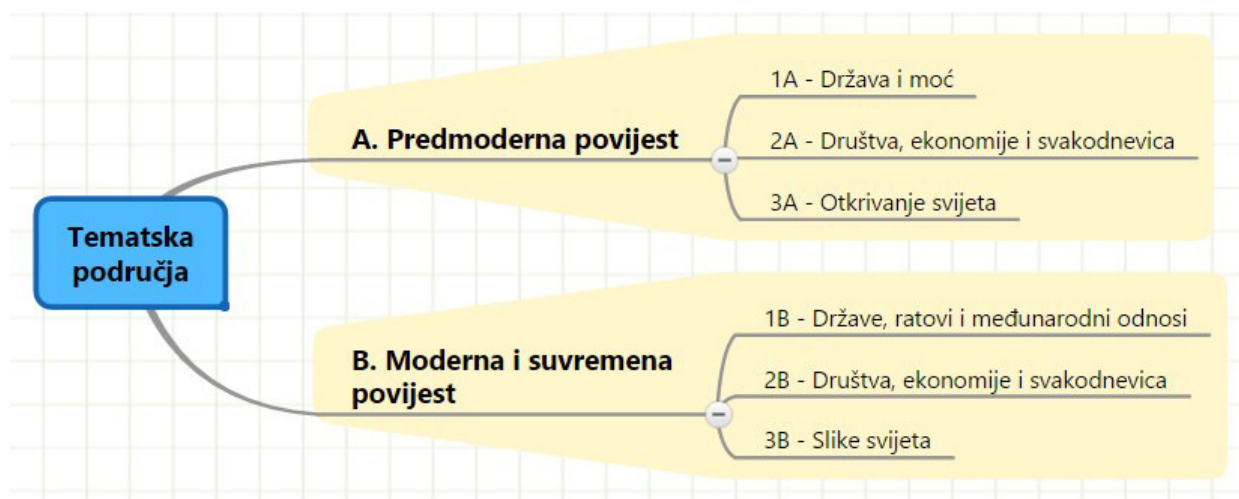 Tematska
područja
A. Predmoderna povijest
1A - Država i moć
2A - Društva, ekonomije i svakodnevica
3A - Otkrivanje svijeta
B. Moderna i suvremena
povijest
1B - Države, ratovi i međunarodni odnosi
2B - Društva, ekonomije i svakodnevica
3B - Slike svijeta